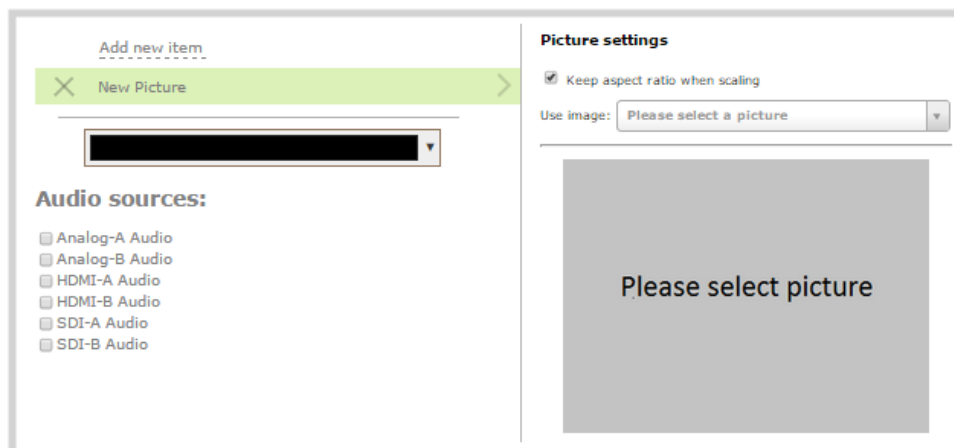 Add new item
New Picture
Audio sources:
Analog-A Audio
Analog-B Audio
HDMI-A Audio
HDMI-B Audio
SDI-A Audio
SDI-B Audio
Picture settings
Keep aspect ratio when scaling
Use image: Please select a picture
Please select picture